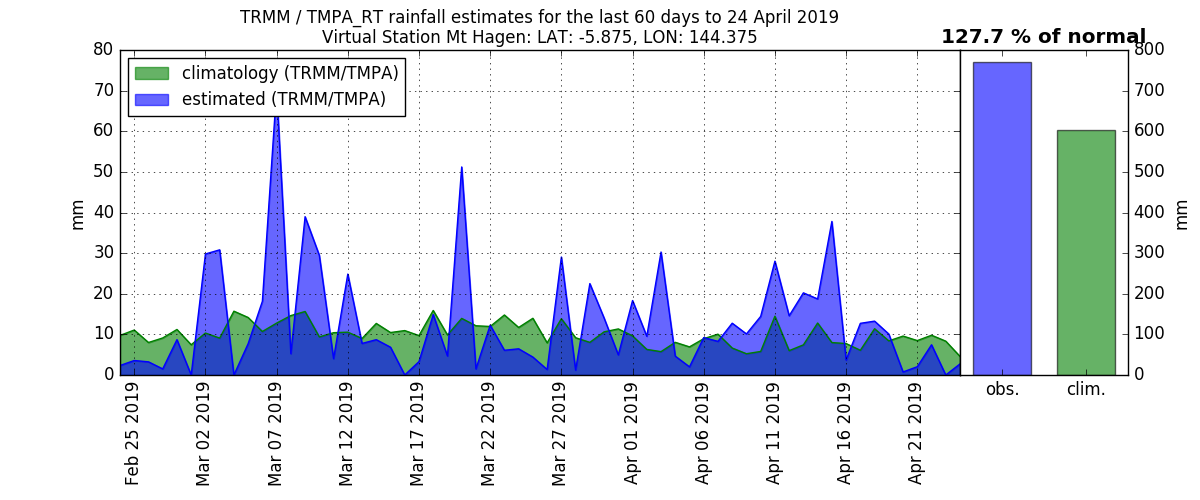 TRMM / TMPA_RT rainfall estimates for the last 60 days to 24 April 2019
Virtual Station Mt Hagen: LAT: -5.875, LON: 144.375
127.7 % of normal
climatology (TRMM/TMPA)
estimated (TRMM/TMPA)
mm
80
70
60
50
40
30
20
10
0
Feb 25 2019
Mar 02 2019
Mar 07 2019
Mar 12 2019
Mar 17 2019
Mar 22 2019
Mar 27 2019
Apr 01 2019
Apr 06 2019
Apr 11 2019
Apr 16 2019
Apr 21 2019
800
700
600
500
400
300
200
100
0
mm
obs.
clim.